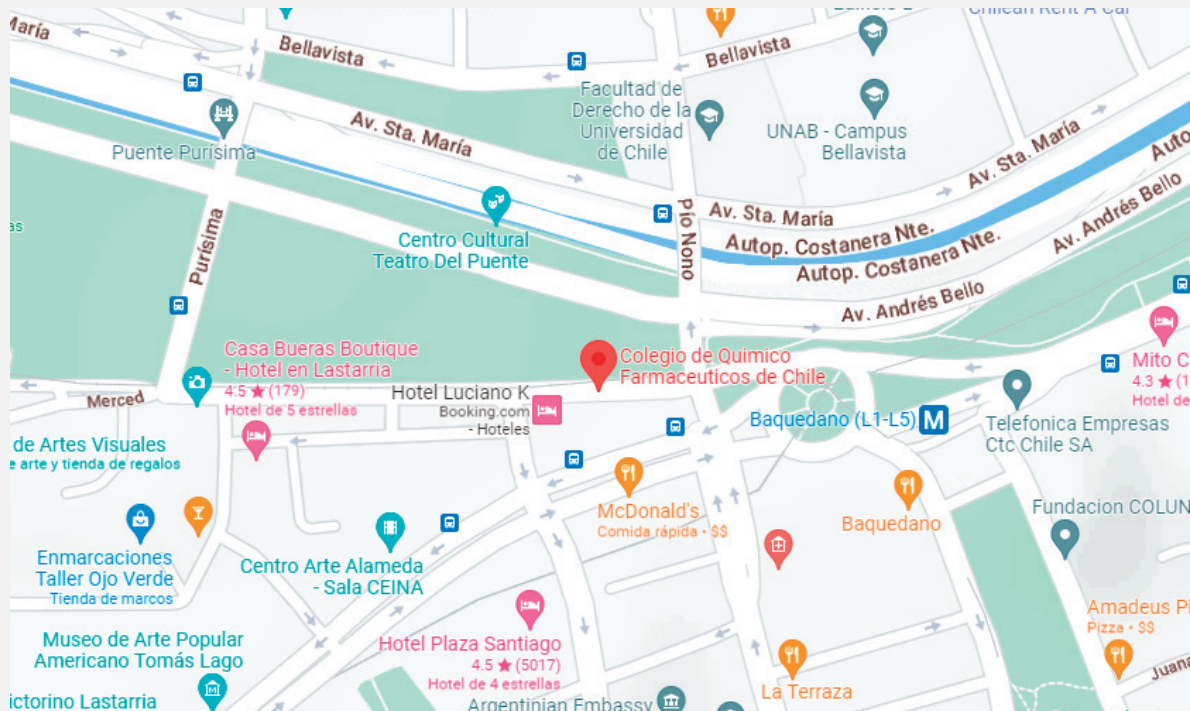 María
Bellavista
Bellavista
Chilean Rent A Car
Facultad de
Derecho de la
Universidad
de Chile
UNAB - Campus
Bellavista
Puente Purísima
Av. Sta. María
Av. Sta. María
Av. Sta. María
Auto
Purísima
Centro Cultural
Teatro Del Puente
Pío Nono
Autop. Costanera Nte.
Autop. Costanera Nte.
Av. Andrés Bello
Av. Andrés Bello
as
Casa Bueras Boutique
- Hotel en Lastarria
4.5 ★ (179)
Hotel de 5 estrellas
Merced
Hotel Luciano K
Booking.com
- Hoteles
Colegio de Quimico
Farmaceuticos de Chile
Baquedano (L1-L5)
M
Mito C
4.3 ★ (1
Hotel de
Telefonica Empresas
Ctc Chile SA
de Artes Visuales
e arte y tienda de regalos
McDonald's
Comida rápida • $$
Baquedano
Fundacion COLUN
Enmarcaciones
Taller Ojo Verde
Tienda de marcos
Centro Arte Alameda
- Sala CEINA
Museo de Arte Popular
Americano Tomás Lago
Hotel Plaza Santiago
4.5 ★ (5017)
Hotel de 4 estrellas
Amadeus Pi
Pizza • $$
Juana
La Terraza
ictorino Lastarria
Argentinian Embassy